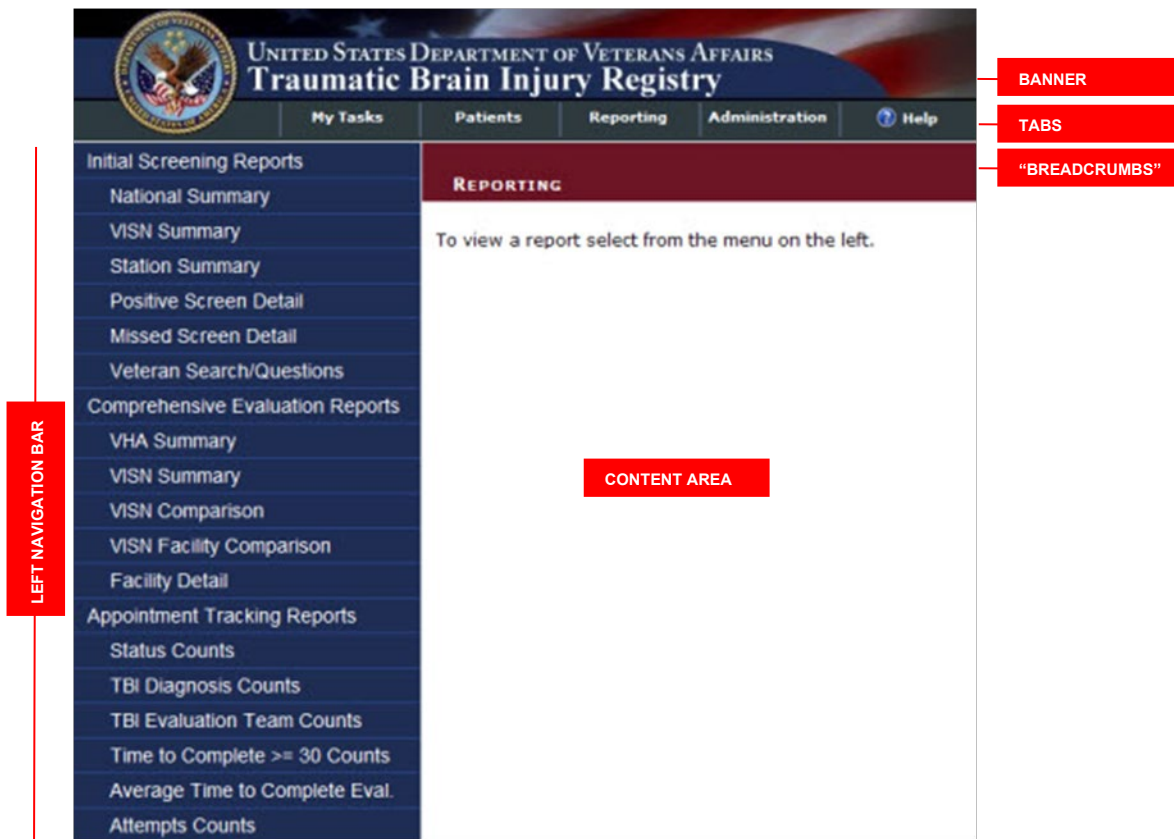 UNITED STATES DEPARTMENT OF VETERANS AFFAIRS
Traumatic Brain Injury Registry
BANNER
My Tasks Patients Reporting Administration ? Help
TABS
"BREADCRUMBS"
REPORTING
To view a report select from the menu on the left.
CONTENT AREA
LEFT NAVIGATION BAR
Initial Screening Reports
National Summary
VISN Summary
Station Summary
Positive Screen Detail
Missed Screen Detail
Veteran Search/Questions
Comprehensive Evaluation Reports
VHA Summary
VISN Summary
VISN Comparison
VISN Facility Comparison
Facility Detail
Appointment Tracking Reports
Status Counts
TBI Diagnosis Counts
TBI Evaluation Team Counts
Time to Complete >= 30 Counts
Average Time to Complete Eval.
Attempts Counts